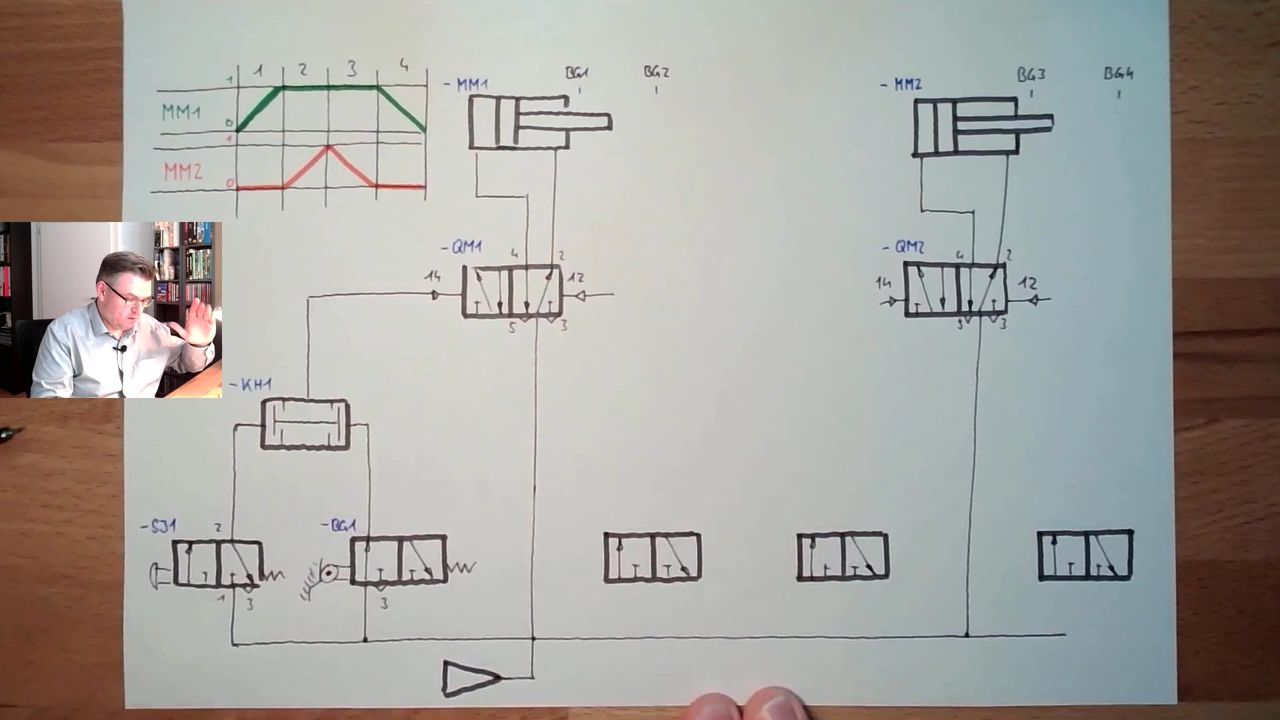 1 2 3 4
1
MM1
0
1
MM2
0
-MM1 BG1 BG2
-MM2 BG3 BG4
-QM1 4 2
14 12
5 3
-QM2 4 2
14 12
5 3
-KH1
-SJ1 2
1 3
-BG1
3